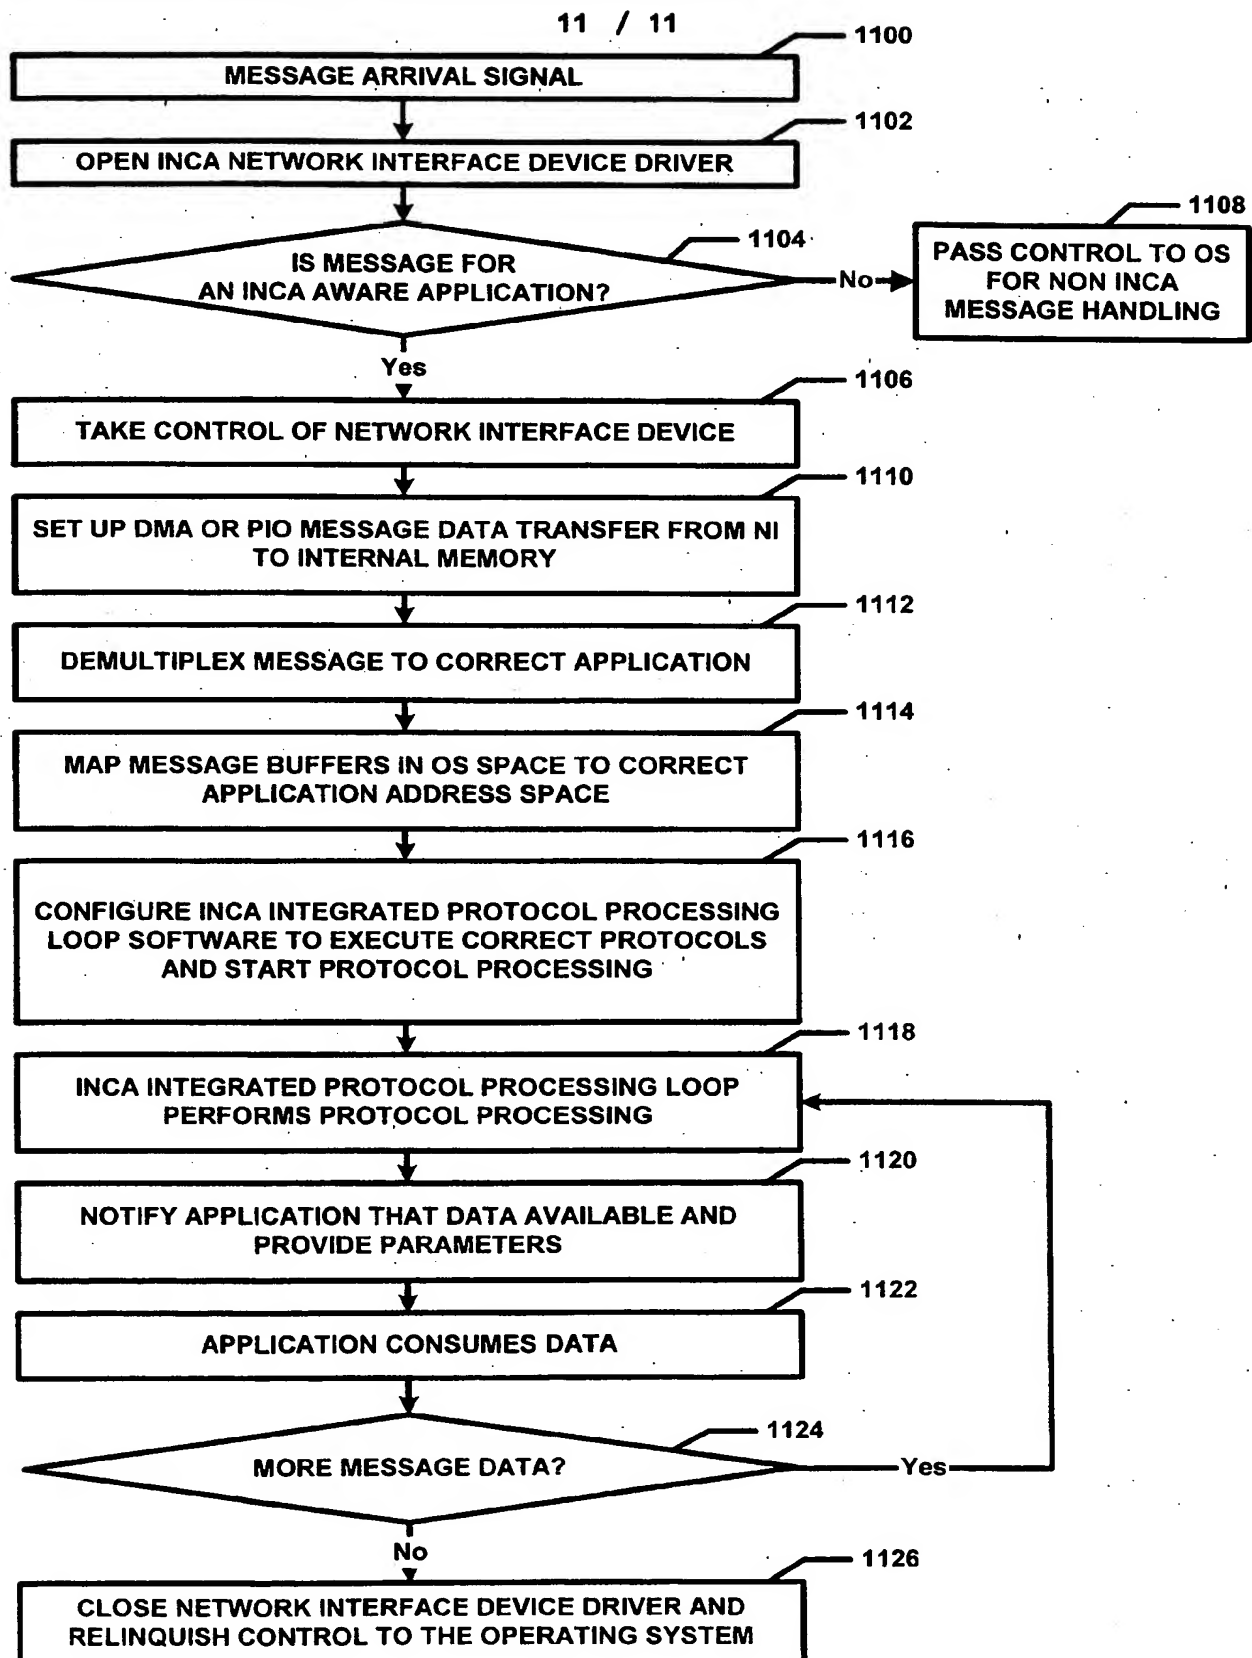 11 / 11
1100
MESSAGE ARRIVAL SIGNAL
1102
OPEN INCA NETWORK INTERFACE DEVICE DRIVER
1104
IS MESSAGE FOR
AN INCA AWARE APPLICATION?
No
1108
PASS CONTROL TO OS
FOR NON INCA
MESSAGE HANDLING
Yes
1106
TAKE CONTROL OF NETWORK INTERFACE DEVICE
1110
SET UP DMA OR PIO MESSAGE DATA TRANSFER FROM NI
TO INTERNAL MEMORY
1112
DEMULTIPLEX MESSAGE TO CORRECT APPLICATION
1114
MAP MESSAGE BUFFERS IN OS SPACE TO CORRECT
APPLICATION ADDRESS SPACE
1116
CONFIGURE INCA INTEGRATED PROTOCOL PROCESSING
LOOP SOFTWARE TO EXECUTE CORRECT PROTOCOLS
AND START PROTOCOL PROCESSING
1118
INCA INTEGRATED PROTOCOL PROCESSING LOOP
PERFORMS PROTOCOL PROCESSING
1120
NOTIFY APPLICATION THAT DATA AVAILABLE AND
PROVIDE PARAMETERS
1122
APPLICATION CONSUMES DATA
1124
MORE MESSAGE DATA?
Yes
No
1126
CLOSE NETWORK INTERFACE DEVICE DRIVER AND
RELINQUISH CONTROL TO THE OPERATING SYSTEM